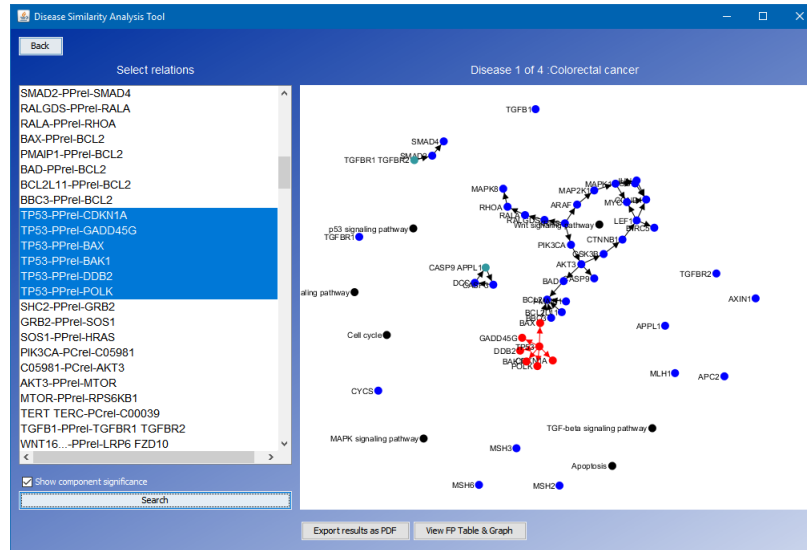 Disease Similarity Analysis Tool
Back
Select relations
Disease 1 of 4 :Colorectal cancer
SMAD2-PPrel-SMAD4
RALGDS-PPrel-RALA
RALA-PPrel-RHOA
BAX-PPrel-BCL2
PMAIP1-PPrel-BCL2
BAD-PPrel-BCL2
BCL2L11-PPrel-BCL2
BBC3-PPrel-BCL2
TP53-PPrel-CDKN1A
TP53-PPrel-GADD45G
TP53-PPrel-BAX
TP53-PPrel-BAK1
TP53-PPrel-DDB2
TP53-PPrel-POLK
SHC2-PPrel-GRB2
GRB2-PPrel-SOS1
SOS1-PPrel-HRAS
PIK3CA-PCrel-C05981
C05981-PCrel-AKT3
AKT3-PPrel-MTOR
MTOR-PPrel-RPS6KB1
TERT TERC-PCrel-C00039
TGFB1-PPrel-TGFBR1 TGFBR2
WNT16...-PPrel-LRP6 FZD10
Show component significance
Search
TGFB1
SMAD4
TGFBR1 TGFBR2
MAPK8
MAP2K1
ARAF
RHOA
RALA
RALGDS
MYC
LEF1
BIRC5
p53 signaling pathway
TGFBR1
Wnt signaling pathway
PIK3CA
CTNNB1
GSK3B
AKT3
CASP9 APPL1
BAD
TGFBR2
aling pathway
AXIN1
BAX
APPL1
Cell cycle
GADD45G
TP53
DDB2
POLK
MLH1
APC2
CYCS
MAPK signaling pathway
TGF-beta signaling pathway
MSH3
Apoptosis
MSH6
MSH2
Export results as PDF
View FP Table & Graph